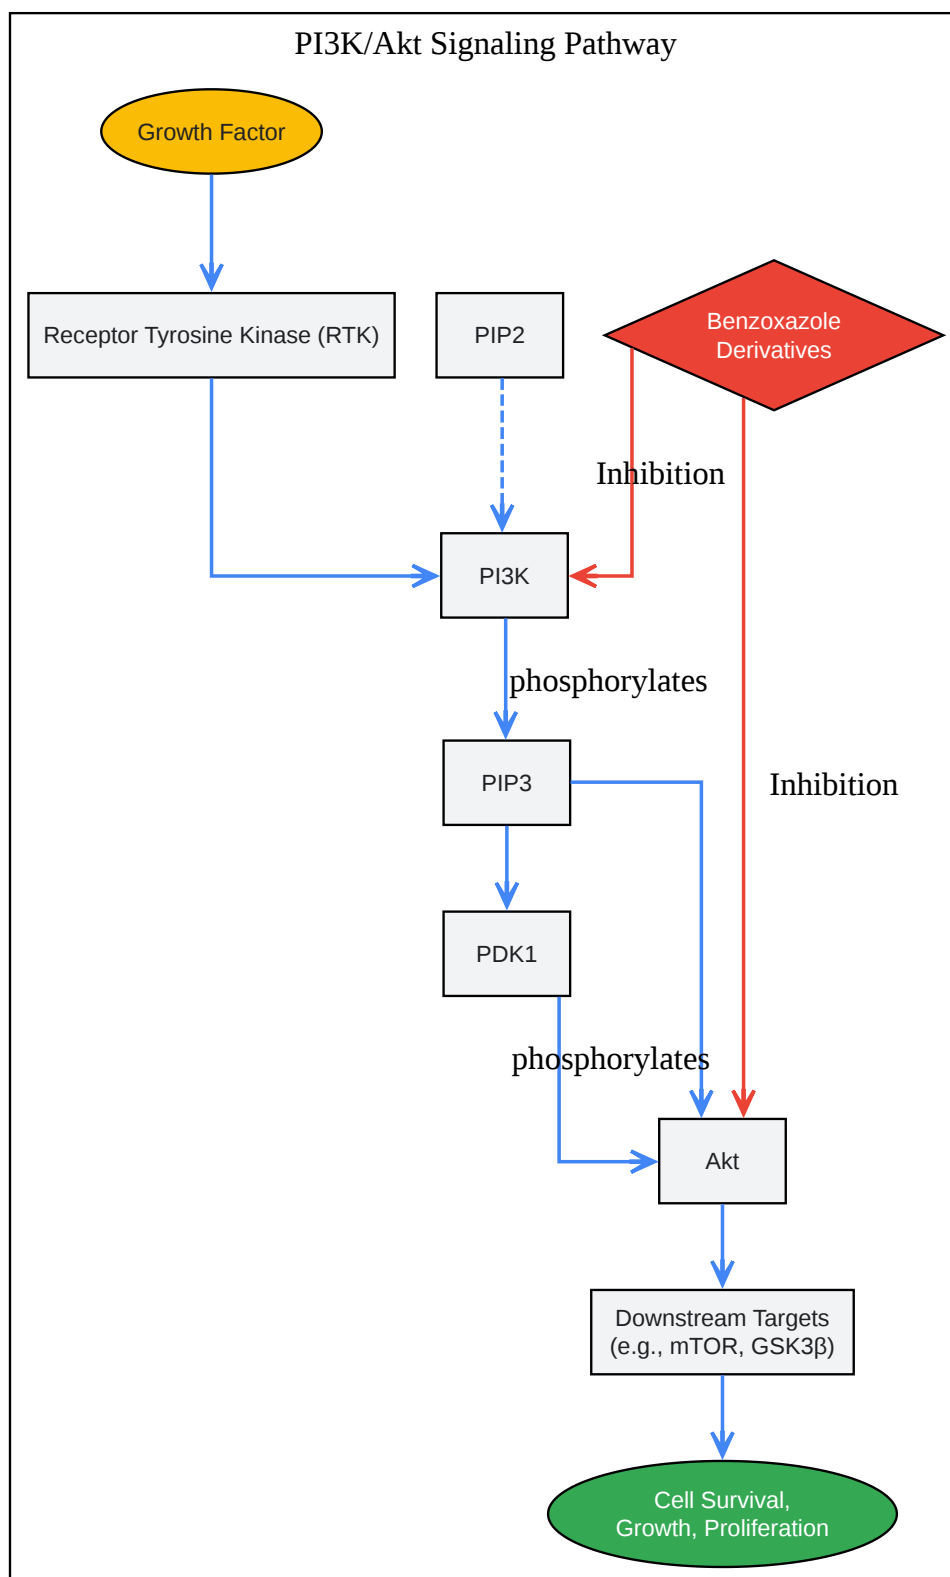 PI3K/Akt Signaling Pathway
Growth Factor
Receptor Tyrosine Kinase (RTK)
PIP2
Benzoxazole
Derivatives
Inhibition
PI3K
phosphorylates
PIP3
Inhibition
PDK1
phosphorylates
Akt
Downstream Targets
(e.g., mTOR, GSK3β)
Cell Survival,
Growth, Proliferation